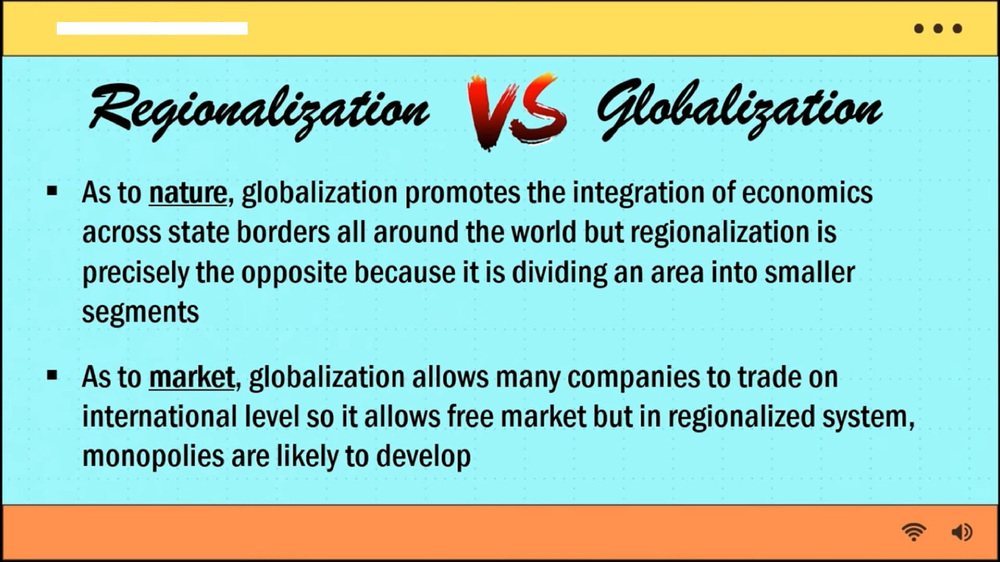 Regionalization VS Globalization
▪ As to nature, globalization promotes the integration of economics
across state borders all around the world but regionalization is
precisely the opposite because it is dividing an area into smaller
segments
▪ As to market, globalization allows many companies to trade on
international level so it allows free market but in regionalized system,
monopolies are likely to develop